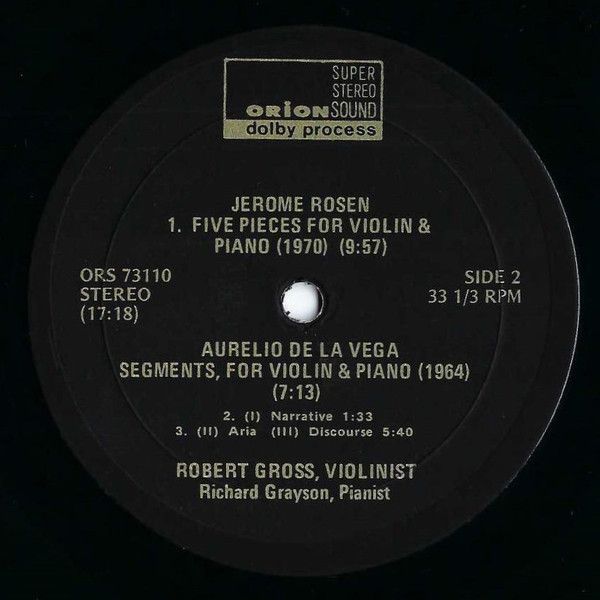 SUPER
STEREO
ORION SOUND
dolby process
JEROME ROSEN
1. FIVE PIECES FOR VIOLIN &
PIANO (1970) (9:57)
ORS 73110
STEREO
(17:18)
SIDE 2
33 1/3 RPM
AURELIO DE LA VEGA
SEGMENTS, FOR VIOLIN & PIANO (1964)
(7:13)
2. (I) Narrative 1:33
3. (II) Aria (III) Discourse 5:40
ROBERT GROSS, VIOLINIST
Richard Grayson, Pianist